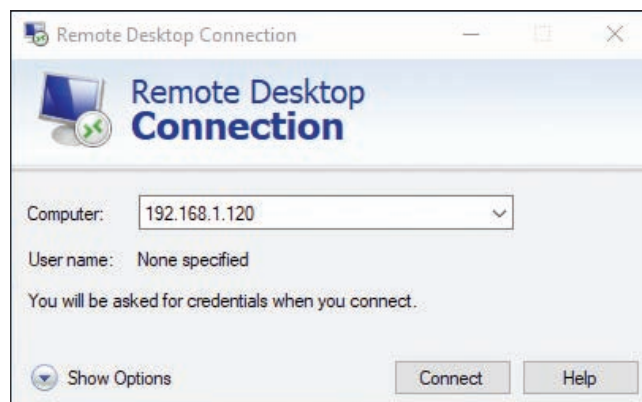 Remote Desktop Connection
Remote Desktop
Connection
Computer: 192.168.1.120
User name: None specified
You will be asked for credentials when you connect.
Show Options Connect Help